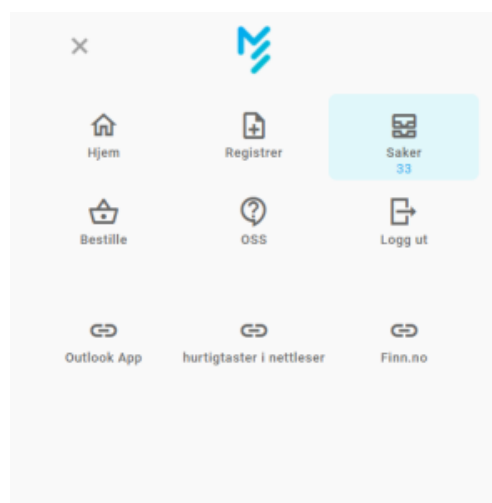 Hjem
Registrer
Saker
33
Bestille
OSS
Logg ut
Outlook App
hurtigtaster i nettleser
Finn.no